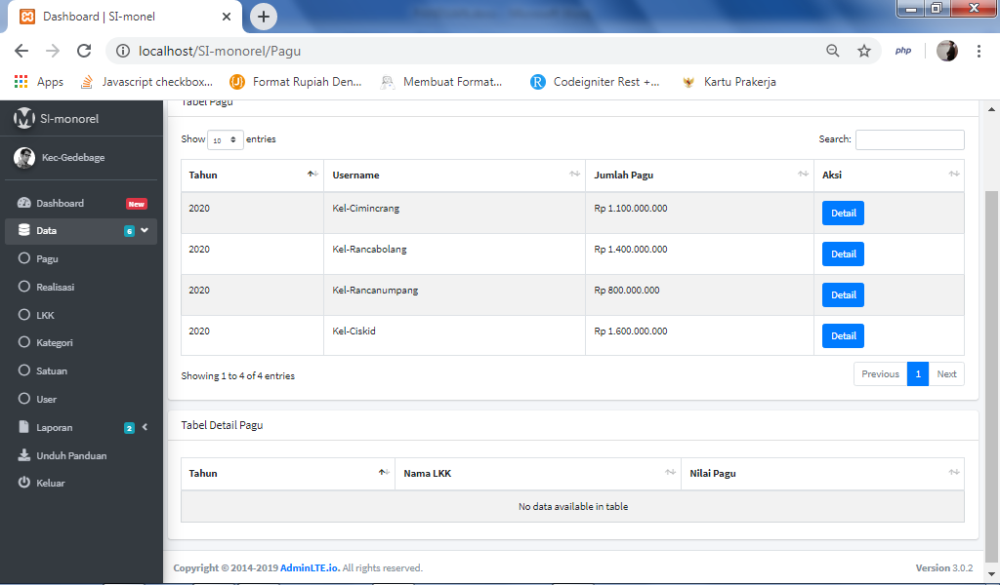 Dashboard | SI-monel
localhost/SI-monorel/Pagu
php
Apps Javascript checkbox... Format Rupiah Den... Membuat Format... Codeigniter Rest +... Kartu Prakerja
SI-monorel
Kec-Gedebage
Dashboard New
Data 6
Pagu
Realisasi
LKK
Kategori
Satuan
User
Laporan 2
Unduh Panduan
Keluar
Tabel Pagu
Show 10 entries Search:
Tahun Username Jumlah Pagu Aksi
2020 Kel-Cimincrang Rp 1.100.000.000 Detail
2020 Kel-Rancabolang Rp 1.400.000.000 Detail
2020 Kel-Rancanumpang Rp 800.000.000 Detail
2020 Kel-Ciskid Rp 1.600.000.000 Detail
Showing 1 to 4 of 4 entries Previous 1 Next
Tabel Detail Pagu
Tahun Nama LKK Nilai Pagu
No data available in table
Copyright © 2014-2019 AdminLTE.io. All rights reserved. Version 3.0.2